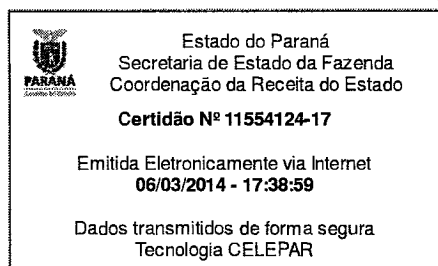 Estado do Paraná
Secretaria de Estado da Fazenda
PARANÁ
Coordenação da Receita do Estado
Certidão Nº 11554124-17
Emitida Eletronicamente via Internet
06/03/2014 - 17:38:59
Dados transmitidos de forma segura
Tecnologia CELEPAR